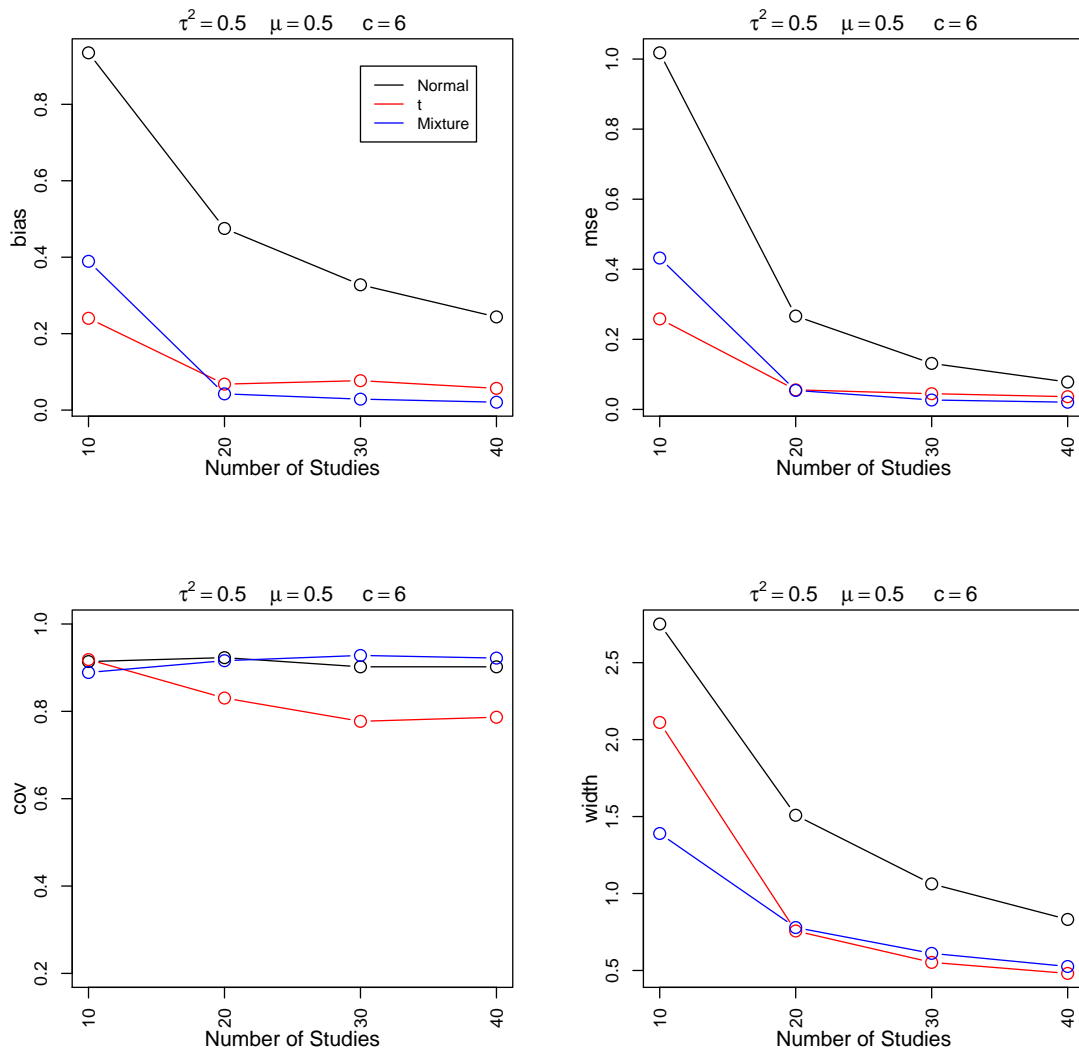 τ² = 0.5 μ = 0.5 c = 6
bias
0.0 0.2 0.4 0.6 0.8
Normal
t
Mixture
10 20 30 40
Number of Studies
τ² = 0.5 μ = 0.5 c = 6
mse
0.0 0.2 0.4 0.6 0.8 1.0
10 20 30 40
Number of Studies
τ² = 0.5 μ = 0.5 c = 6
cov
0.2 0.4 0.6 0.8 1.0
10 20 30 40
Number of Studies
τ² = 0.5 μ = 0.5 c = 6
width
0.5 1.0 1.5 2.0 2.5
10 20 30 40
Number of Studies